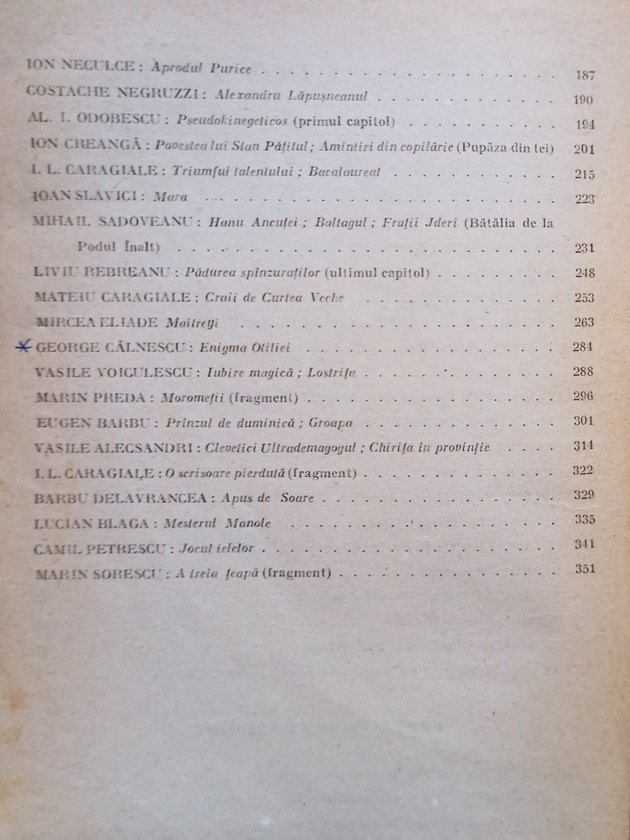 ION NECULCE : Aprodul Purice . . . . . . . . . . . . . . . . . . . . 187
COSTACHE NEGRUZZI : Alexandru Lăpușneanul . . . . . . . . . . 190
AL. I. ODOBESCU : Pseudokinegeticos (primul capitol) . . . . . . . . . 194
ION CREANGĂ : Povestea lui Stan Pățitul ; Amintiri din copilărie (Pupăza din tei) 201
I. L. CARAGIALE : Triumful talentului ; Bacalaureat . . . . . . . . . . 215
IOAN SLAVICI : Mara . . . . . . . . . . . . . . . . . . . . . . . 223
MIHAIL SADOVEANU : Hanu Ancuței ; Baltagul ; Frații Jderi (Bătălia de la
Podul Înalt) . . . . . . . . . . . . . . . . . . . . . . . . 231
LIVIU REBREANU : Pădurea spînzuraților (ultimul capitol) . . . . . . . . 248
MATEIU CARAGIALE : Craii de Curtea Veche . . . . . . . . . . . . 253
MIRCEA ELIADE Maitreyi . . . . . . . . . . . . . . . . . . . . . 263
GEORGE CĂLNESCU : Enigma Otiliei . . . . . . . . . . . . . . . . . 284
VASILE VOICULESCU : Iubire magică ; Lostrița . . . . . . . . . . . . 288
MARIN PREDA : Moromeții (fragment) . . . . . . . . . . . . . . . . 296
EUGEN BARBU : Prînzul de duminică ; Groapa . . . . . . . . . . . . 301
VASILE ALECSANDRI : Clevetici Ultrademagogul ; Chirița în provinție . . . . 314
I. L. CARAGIALE : O scrisoare pierdută (fragment) . . . . . . . . . . . . 322
BARBU DELAVRANCEA : Apus de Soare . . . . . . . . . . . . . . . 329
LUCIAN BLAGA : Mesterul Manole . . . . . . . . . . . . . . . . . 335
CAMIL PETRESCU : Jocul ielelor . . . . . . . . . . . . . . . . . . . 341
MARIN SORESCU : A treia țeapă (fragment) . . . . . . . . . . . . . . 351